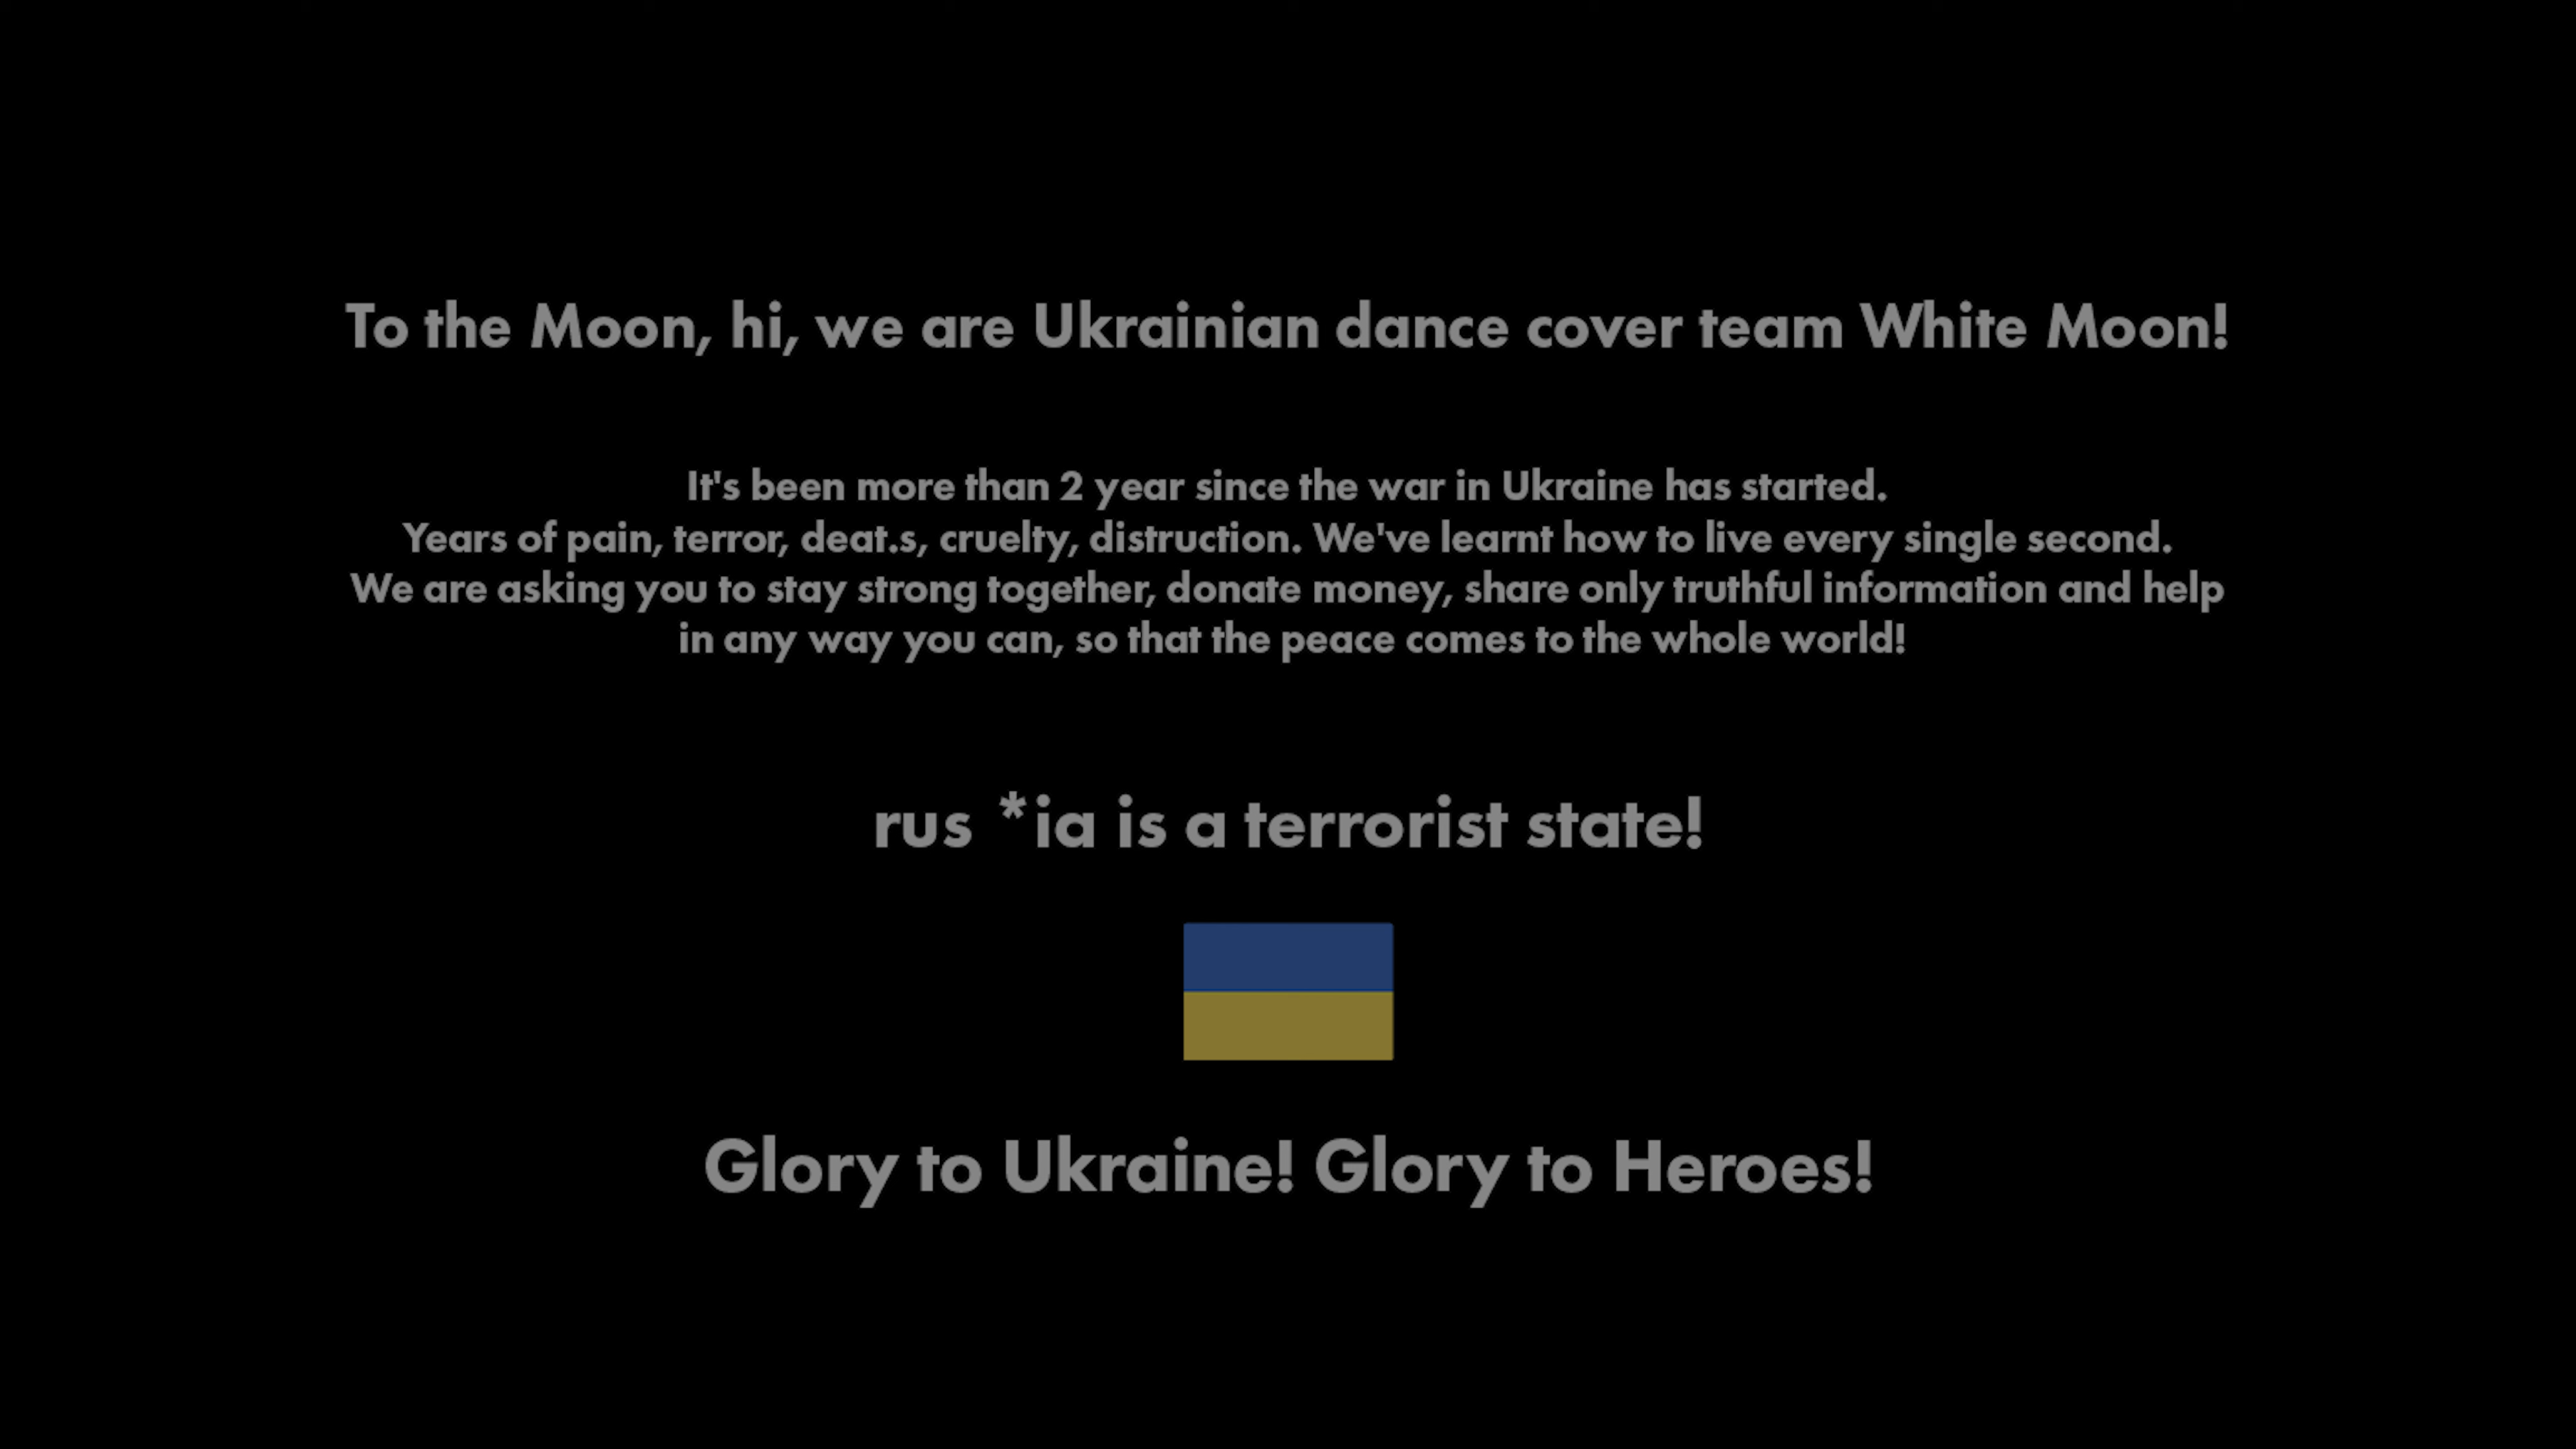 To the Moon, hi, we are Ukrainian dance cover team White Moon!
It's been more than 2 year since the war in Ukraine has started.
Years of pain, terror, deat.s, cruelty, distruction. We've learnt how to live every single second.
We are asking you to stay strong together, donate money, share only truthful information and help
in any way you can, so that the peace comes to the whole world!
rus *ia is a terrorist state!
Glory to Ukraine! Glory to Heroes!